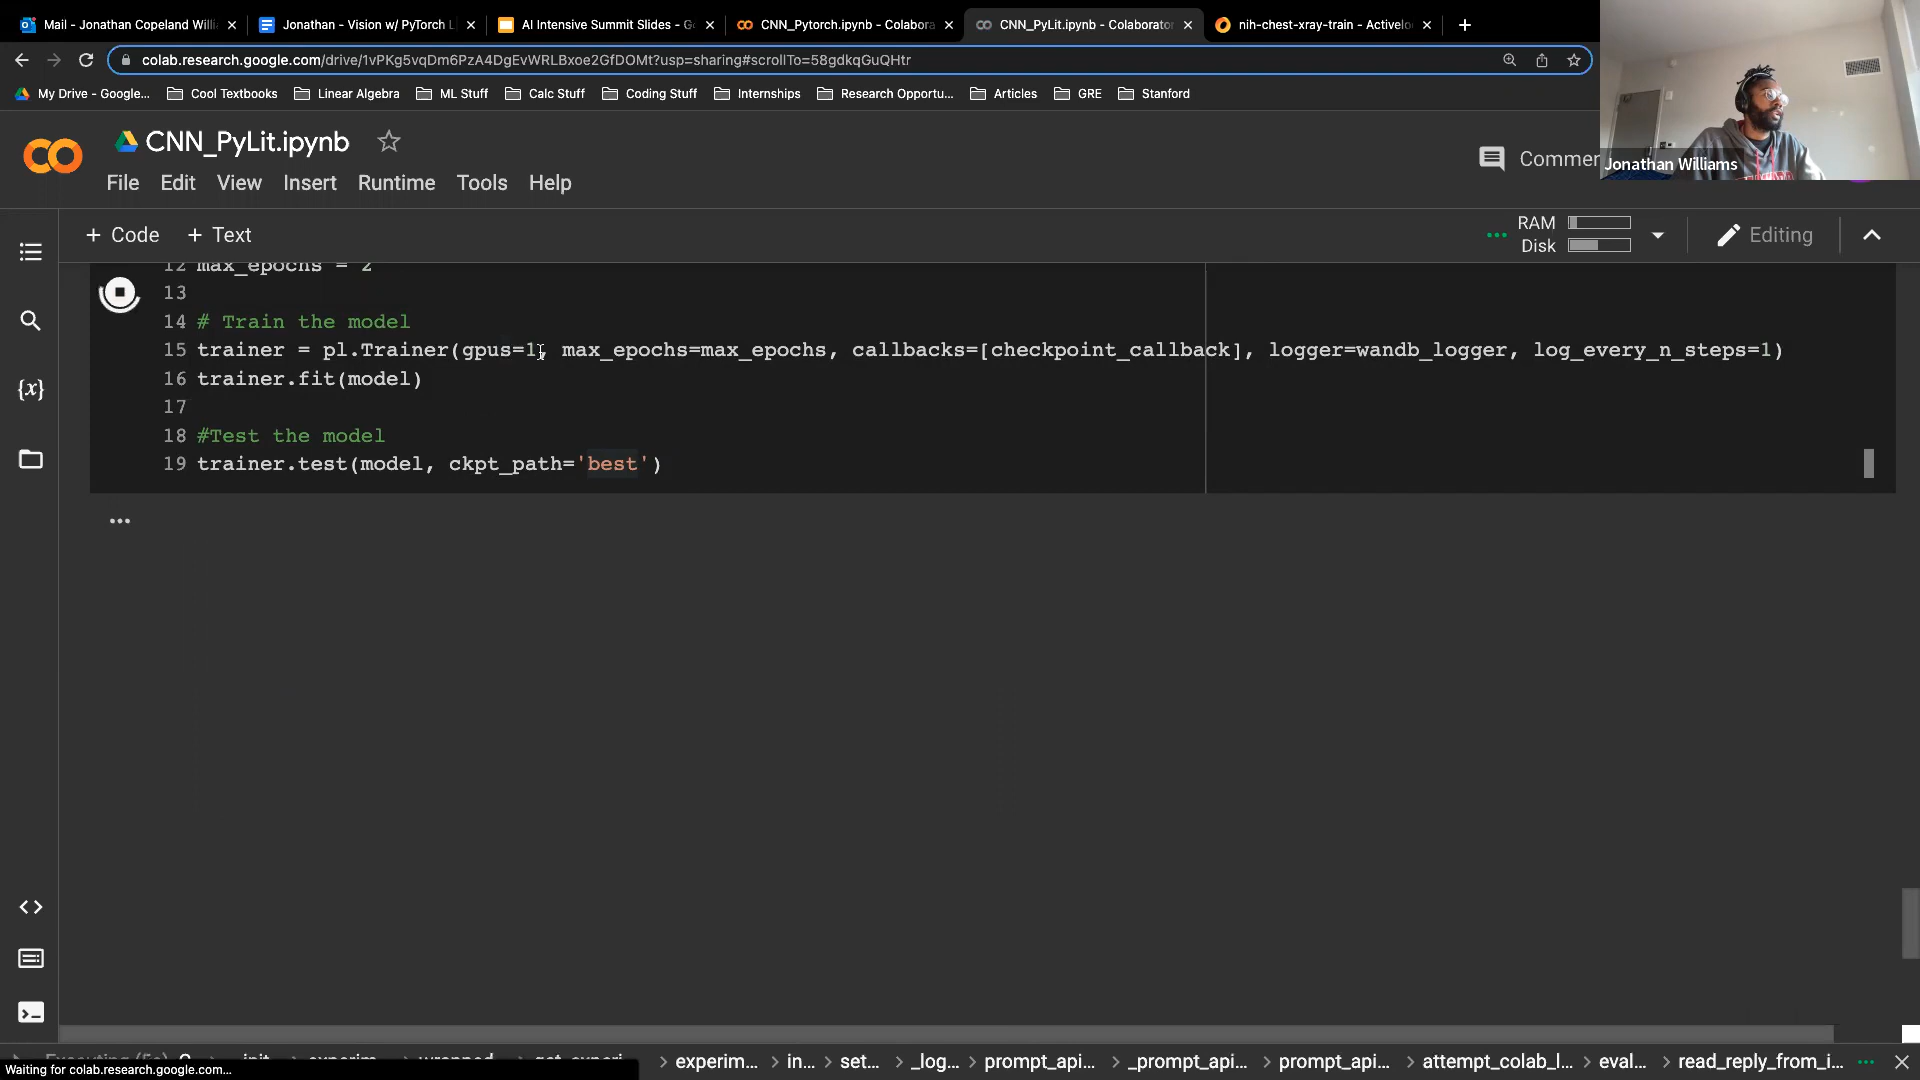 Mail - Jonathan Copeland Willi
Jonathan - Vision w/ PyTorch L
AI Intensive Summit Slides - Go
CNN_Pytorch.ipynb - Colabora
CNN_PyLit.ipynb - Colaborator
nih-chest-xray-train - Activelo
colab.research.google.com/drive/1vPKg5vqDm6PzA4DgEvWRLBxoe2GfDOMt?usp=sharing#scrollTo=58gdkqGuQHtr
My Drive - Google...
Cool Textbooks
Linear Algebra
ML Stuff
Calc Stuff
Coding Stuff
Internships
Research Opportu...
Articles
GRE
Stanford
CNN_PyLit.ipynb
Commen
Jonathan Williams
File Edit View Insert Runtime Tools Help
+ Code + Text
RAM
Disk
Editing
12 max_epochs = 2
13
14 # Train the model
15 trainer = pl.Trainer(gpus=1, max_epochs=max_epochs, callbacks=[checkpoint_callback], logger=wandb_logger, log_every_n_steps=1)
16 trainer.fit(model)
17
18 #Test the model
19 trainer.test(model, ckpt_path='best')
...
> experim... > in... > set... > _log... > prompt_api... > _prompt_api... > prompt_api... > attempt_colab_l... > eval... > read_reply_from_i...
Waiting for colab.research.google.com...